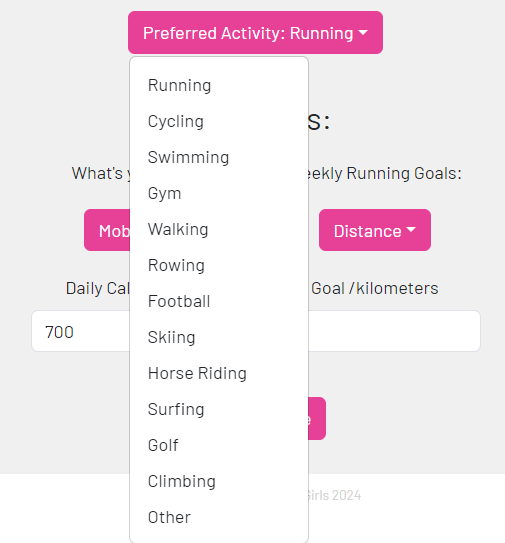 Preferred Activity: Running
Running
s:
Cycling
Swimming
What's
eekly Running Goals:
Gym
Walking
Mob
Distance
Rowing
Daily Cal
Goal /kilometers
Football
700
Skiing
Horse Riding
Surfing
Golf
e
Climbing
Girls 2024
Other